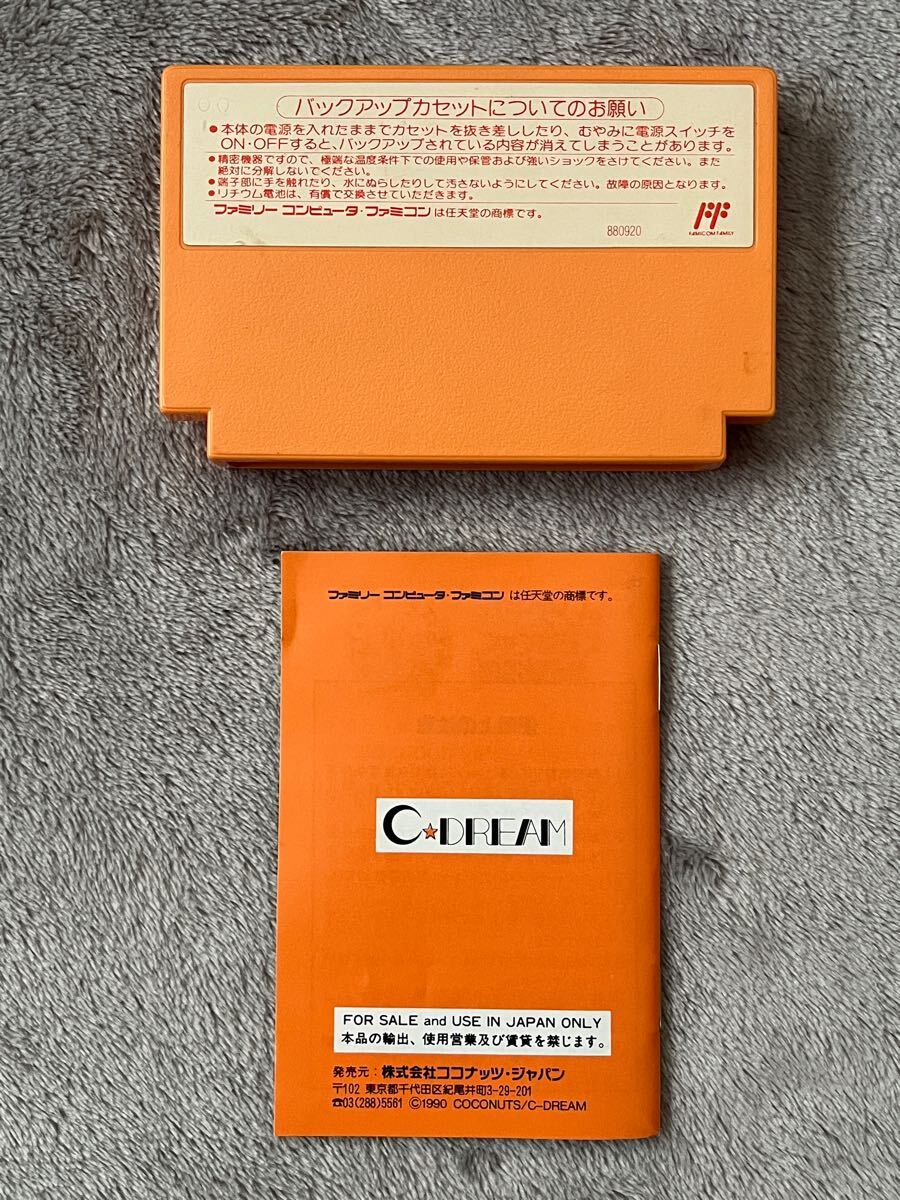 バックアップカセットについてのお願い
●本体の電源を入れたままでカセットを抜き差ししたり、むやみに電源スイッチを
ON・OFFすると、バックアップされている内容が消えてしまうことがあります。
●精密機器ですので、極端な温度条件下での使用や保管および強いショックをさけてください。また
絶対に分解しないでください。
●端子部に手を触れたり、水にぬらしたりして汚さないようにしてください。故障の原因となります。
●リチウム電池は、有償で交換させていただきます。
ファミリー コンピュータ・ファミコン は任天堂の商標です。
FAMICOM FAMILY
880920
ファミリー コンピュータ・ファミコン は任天堂の商標です。
C★DREAM
FOR SALE and USE IN JAPAN ONLY
本品の輸出、使用営業及び賃貸を禁じます。
発売元：株式会社ココナッツ・ジャパン
〒102 東京都千代田区紀尾井町3-29-201
☎03(288)5561 ©1990 COCONUTS/C-DREAM